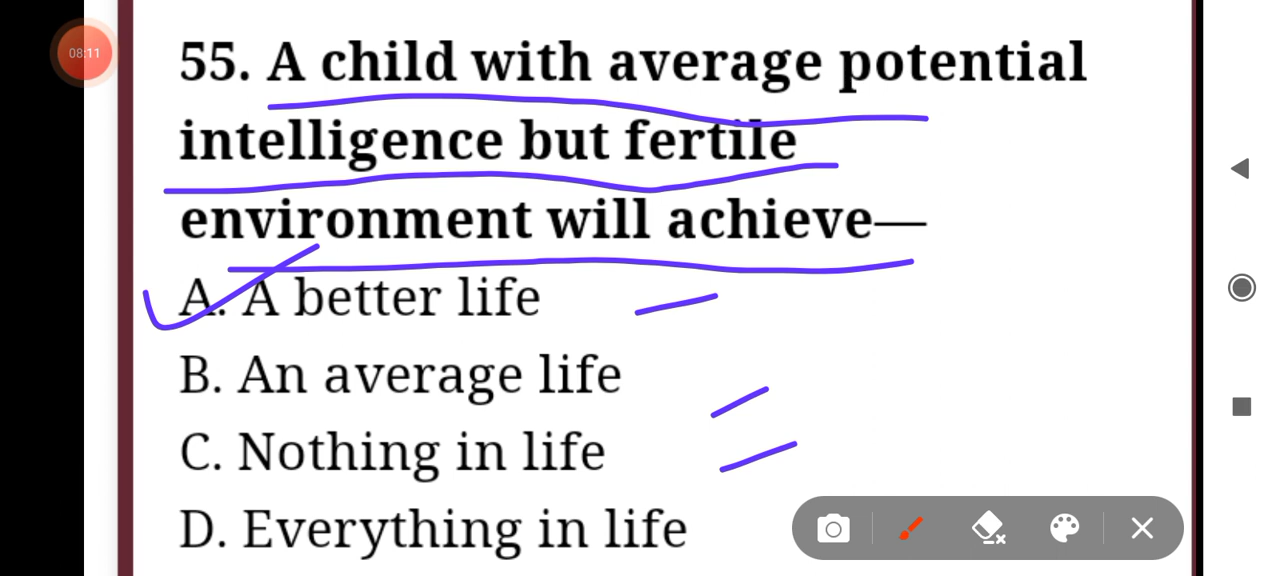 08:11
55. A child with average potential
intelligence but fertile
environment will achieve—
A. A better life
B. An average life
C. Nothing in life
D. Everything in life